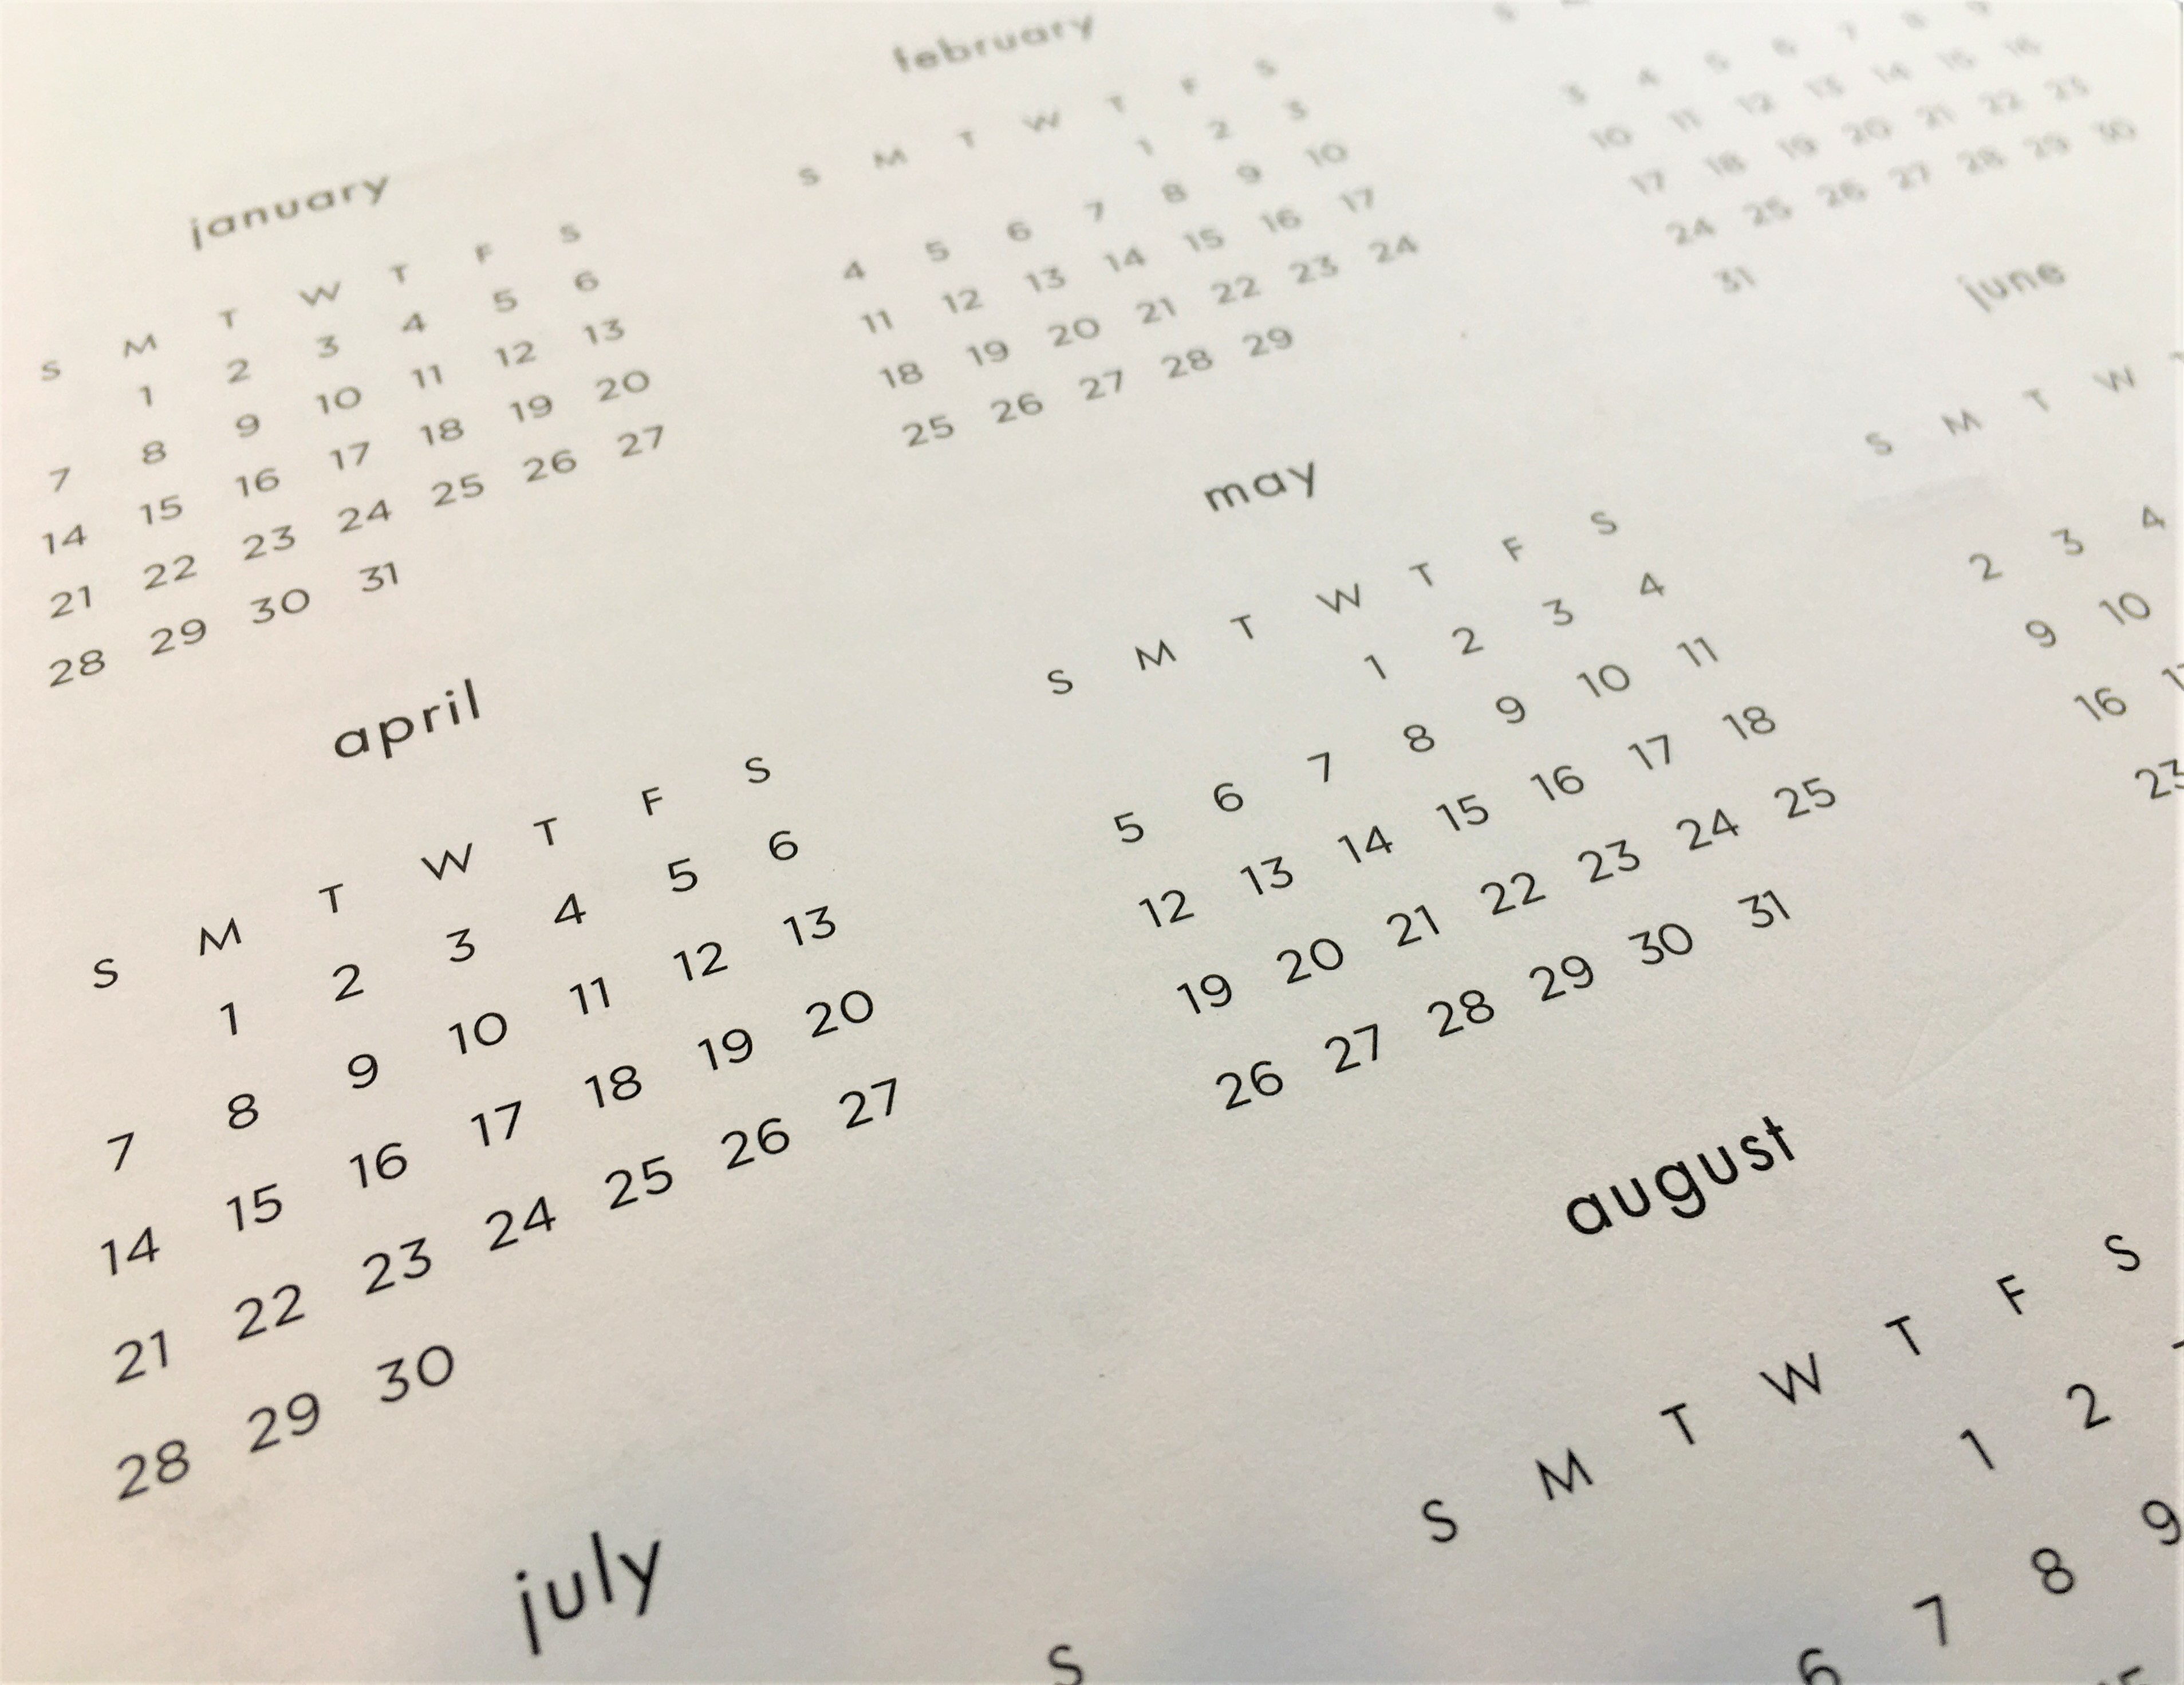 january
S M T W T F S
1 2 3 4 5 6
7 8 9 10 11 12 13
14 15 16 17 18 19 20
21 22 23 24 25 26 27
28 29 30 31
february
S M T W T F S
1 2 3
4 5 6 7 8 9 10
11 12 13 14 15 16 17
18 19 20 21 22 23 24
25 26 27 28 29
3 4 5 6 7 8 9
10 11 12 13 14 15 16
17 18 19 20 21 22 23
24 25 26 27 28 29 30
31
april
S M T W T F S
1 2 3 4 5 6
7 8 9 10 11 12 13
14 15 16 17 18 19 20
21 22 23 24 25 26 27
28 29 30
may
S M T W T F S
1 2 3 4
5 6 7 8 9 10 11
12 13 14 15 16 17 18
19 20 21 22 23 24 25
26 27 28 29 30 31
june
S M T W
2 3 4
9 10
16
23
july
S
august
S M T W T F S
1 2
6 7 8 9